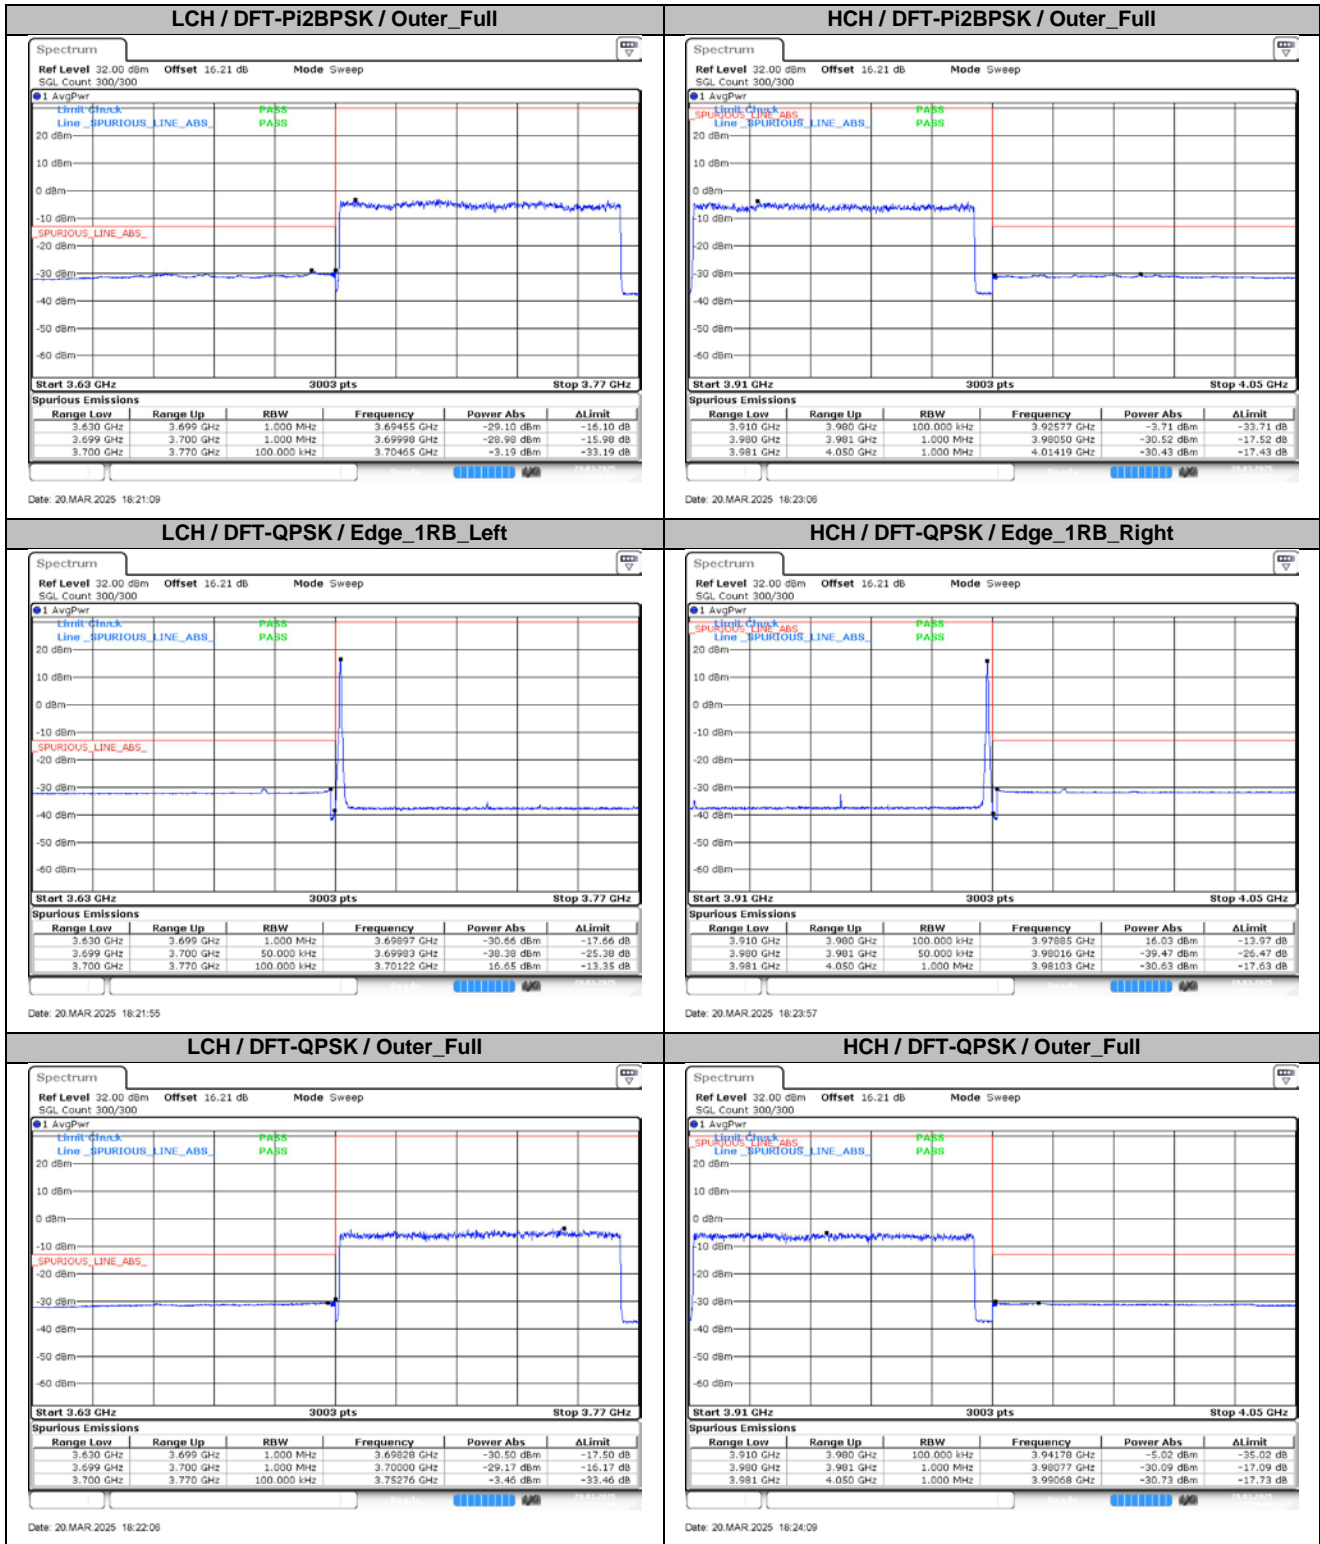 LCH / DFT-Pi2BPSK / Outer_Full
Spectrum
Ref Level 32.00 dBm Offset 16.21 dB Mode Sweep
SGL Count 300/300
1 AvgPwr
Limit Check PASS
Line _SPURIOUS_LINE_ABS_ PASS
20 dBm
10 dBm
0 dBm
-10 dBm
_SPURIOUS_LINE_ABS_
-20 dBm
-30 dBm
-40 dBm
-50 dBm
-60 dBm
Start 3.63 GHz 3003 pts Stop 3.77 GHz
Spurious Emissions
Range Low Range Up RBW Frequency Power Abs ΔLimit
3.630 GHz 3.699 GHz 1.000 MHz 3.69455 GHz -29.10 dBm -16.10 dB
3.699 GHz 3.700 GHz 1.000 MHz 3.69998 GHz -28.98 dBm -15.98 dB
3.700 GHz 3.770 GHz 100.000 kHz 3.70465 GHz -3.19 dBm -33.19 dB
Date: 20.MAR.2025 18:21:09
HCH / DFT-Pi2BPSK / Outer_Full
Spectrum
Ref Level 32.00 dBm Offset 16.21 dB Mode Sweep
SGL Count 300/300
1 AvgPwr
Limit Check PASS
_SPURIOUS_LINE_ABS_
Line _SPURIOUS_LINE_ABS_ PASS
20 dBm
10 dBm
0 dBm
-10 dBm
-20 dBm
-30 dBm
-40 dBm
-50 dBm
-60 dBm
Start 3.91 GHz 3003 pts Stop 4.05 GHz
Spurious Emissions
Range Low Range Up RBW Frequency Power Abs ΔLimit
3.910 GHz 3.980 GHz 100.000 kHz 3.92577 GHz -3.71 dBm -33.71 dB
3.980 GHz 3.981 GHz 1.000 MHz 3.98050 GHz -30.52 dBm -17.52 dB
3.981 GHz 4.050 GHz 1.000 MHz 4.01419 GHz -30.43 dBm -17.43 dB
Date: 20.MAR.2025 18:23:06
LCH / DFT-QPSK / Edge_1RB_Left
Spectrum
Ref Level 32.00 dBm Offset 16.21 dB Mode Sweep
SGL Count 300/300
1 AvgPwr
Limit Check PASS
Line _SPURIOUS_LINE_ABS_ PASS
20 dBm
10 dBm
0 dBm
-10 dBm
_SPURIOUS_LINE_ABS_
-20 dBm
-30 dBm
-40 dBm
-50 dBm
-60 dBm
Start 3.63 GHz 3003 pts Stop 3.77 GHz
Spurious Emissions
Range Low Range Up RBW Frequency Power Abs ΔLimit
3.630 GHz 3.699 GHz 1.000 MHz 3.69897 GHz -30.66 dBm -17.66 dB
3.699 GHz 3.700 GHz 50.000 kHz 3.69983 GHz -38.38 dBm -25.38 dB
3.700 GHz 3.770 GHz 100.000 kHz 3.70122 GHz 16.65 dBm -13.35 dB
Date: 20.MAR.2025 18:21:55
HCH / DFT-QPSK / Edge_1RB_Right
Spectrum
Ref Level 32.00 dBm Offset 16.21 dB Mode Sweep
SGL Count 300/300
1 AvgPwr
Limit Check PASS
_SPURIOUS_LINE_ABS_
Line _SPURIOUS_LINE_ABS_ PASS
20 dBm
10 dBm
0 dBm
-10 dBm
-20 dBm
-30 dBm
-40 dBm
-50 dBm
-60 dBm
Start 3.91 GHz 3003 pts Stop 4.05 GHz
Spurious Emissions
Range Low Range Up RBW Frequency Power Abs ΔLimit
3.910 GHz 3.980 GHz 100.000 kHz 3.97885 GHz 16.03 dBm -13.97 dB
3.980 GHz 3.981 GHz 50.000 kHz 3.98016 GHz -39.47 dBm -26.47 dB
3.981 GHz 4.050 GHz 1.000 MHz 3.98103 GHz -30.63 dBm -17.63 dB
Date: 20.MAR.2025 18:23:57
LCH / DFT-QPSK / Outer_Full
Spectrum
Ref Level 32.00 dBm Offset 16.21 dB Mode Sweep
SGL Count 300/300
1 AvgPwr
Limit Check PASS
Line _SPURIOUS_LINE_ABS_ PASS
20 dBm
10 dBm
0 dBm
-10 dBm
_SPURIOUS_LINE_ABS_
-20 dBm
-30 dBm
-40 dBm
-50 dBm
-60 dBm
Start 3.63 GHz 3003 pts Stop 3.77 GHz
Spurious Emissions
Range Low Range Up RBW Frequency Power Abs ΔLimit
3.630 GHz 3.699 GHz 1.000 MHz 3.69828 GHz -30.50 dBm -17.50 dB
3.699 GHz 3.700 GHz 1.000 MHz 3.70000 GHz -29.17 dBm -16.17 dB
3.700 GHz 3.770 GHz 100.000 kHz 3.75276 GHz -3.46 dBm -33.46 dB
Date: 20.MAR.2025 18:22:06
HCH / DFT-QPSK / Outer_Full
Spectrum
Ref Level 32.00 dBm Offset 16.21 dB Mode Sweep
SGL Count 300/300
1 AvgPwr
Limit Check PASS
_SPURIOUS_LINE_ABS_
Line _SPURIOUS_LINE_ABS_ PASS
20 dBm
10 dBm
0 dBm
-10 dBm
-20 dBm
-30 dBm
-40 dBm
-50 dBm
-60 dBm
Start 3.91 GHz 3003 pts Stop 4.05 GHz
Spurious Emissions
Range Low Range Up RBW Frequency Power Abs ΔLimit
3.910 GHz 3.980 GHz 100.000 kHz 3.94178 GHz -5.02 dBm -35.02 dB
3.980 GHz 3.981 GHz 1.000 MHz 3.98077 GHz -30.09 dBm -17.09 dB
3.981 GHz 4.050 GHz 1.000 MHz 3.99068 GHz -30.73 dBm -17.73 dB
Date: 20.MAR.2025 18:24:09